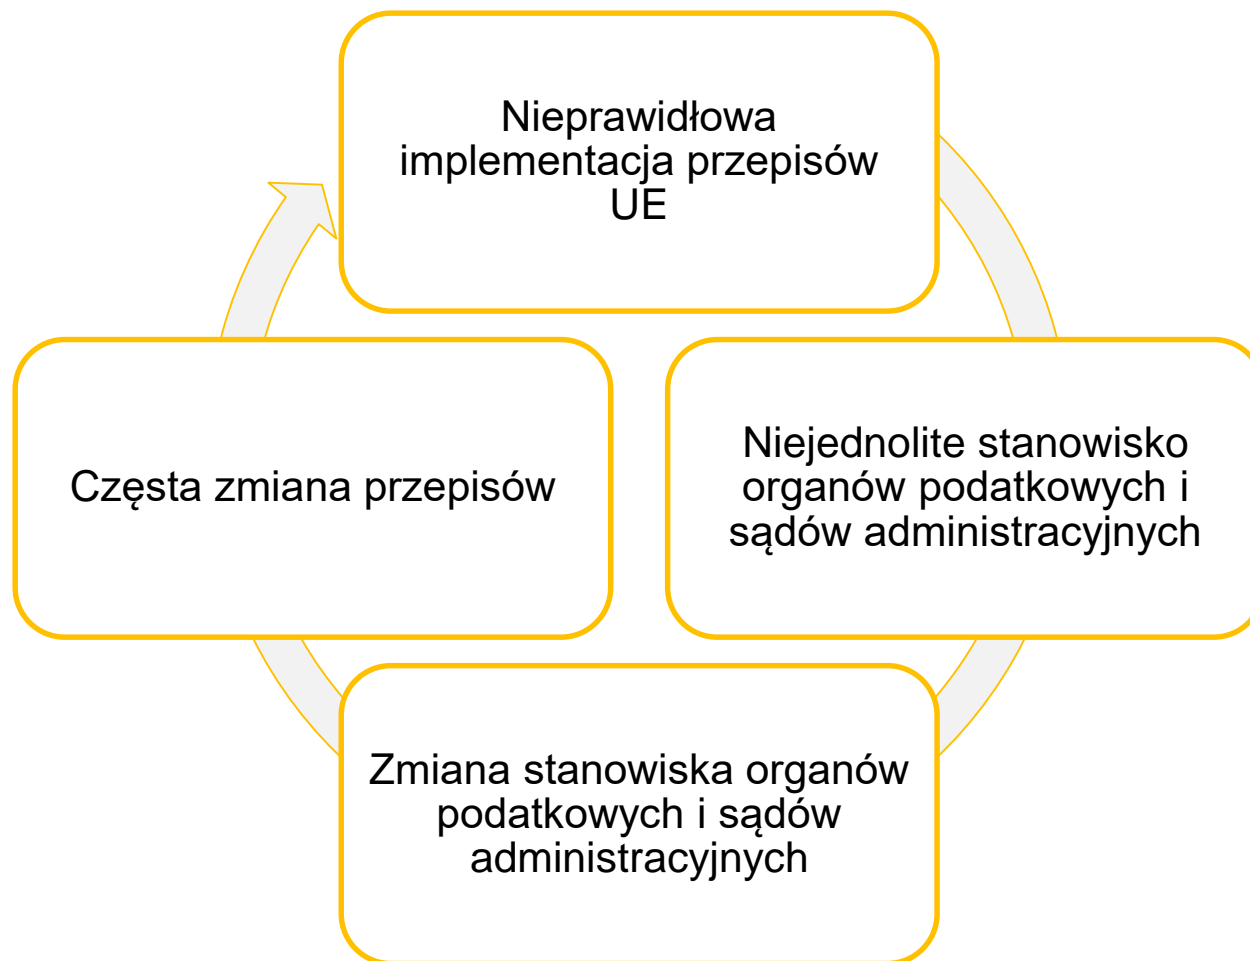 Nieprawidłowa
implementacja przepisów
UE
Niejednolite stanowisko
organów podatkowych i
sądów administracyjnych
Zmiana stanowiska organów
podatkowych i sądów
administracyjnych
Częsta zmiana przepisów